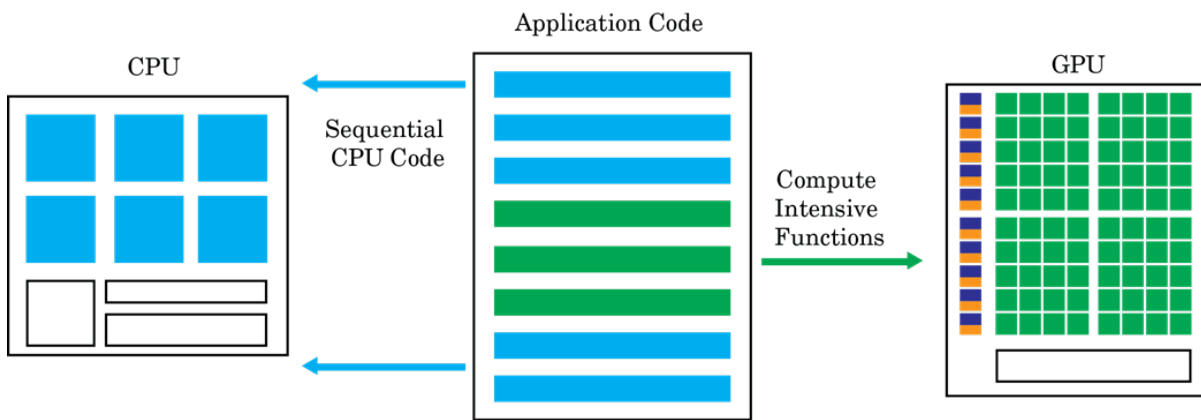 Application Code
CPU
GPU
Sequential
CPU Code
Compute
Intensive
Functions